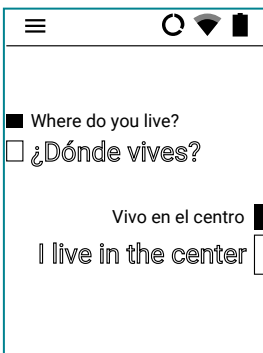 Where do you live?
¿Dónde vives?
Vivo en el centro
I live in the center